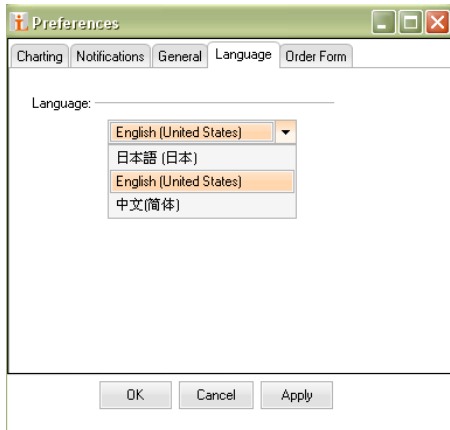 Preferences
Charting Notifications General Language Order Form
Language:
English (United States)
日本語 (日本)
English (United States)
中文(简体)
OK Cancel Apply